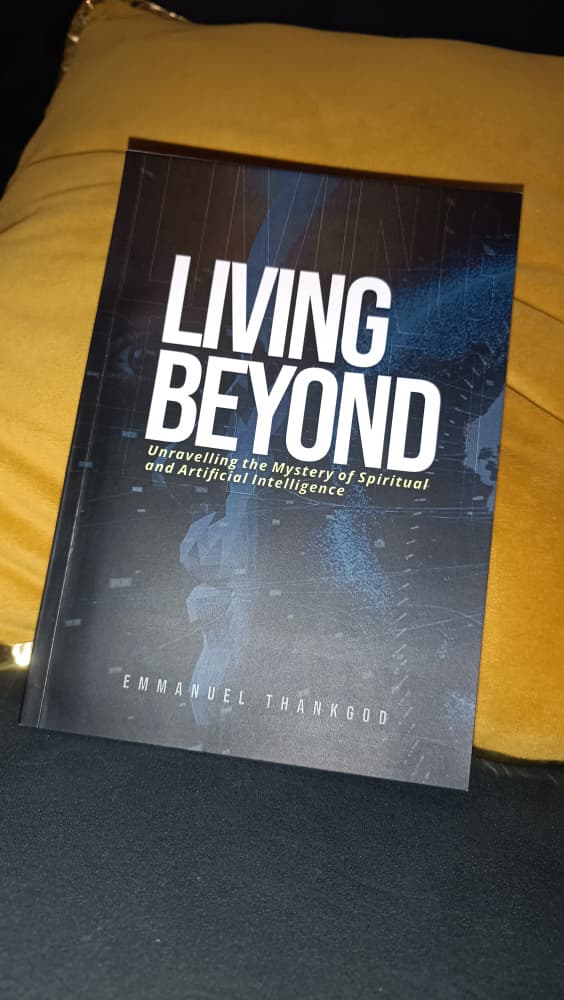 LIVING
BEYOND
Unravelling the Mystery of Spiritual
and Artificial Intelligence
EMMANUEL THANKGOD